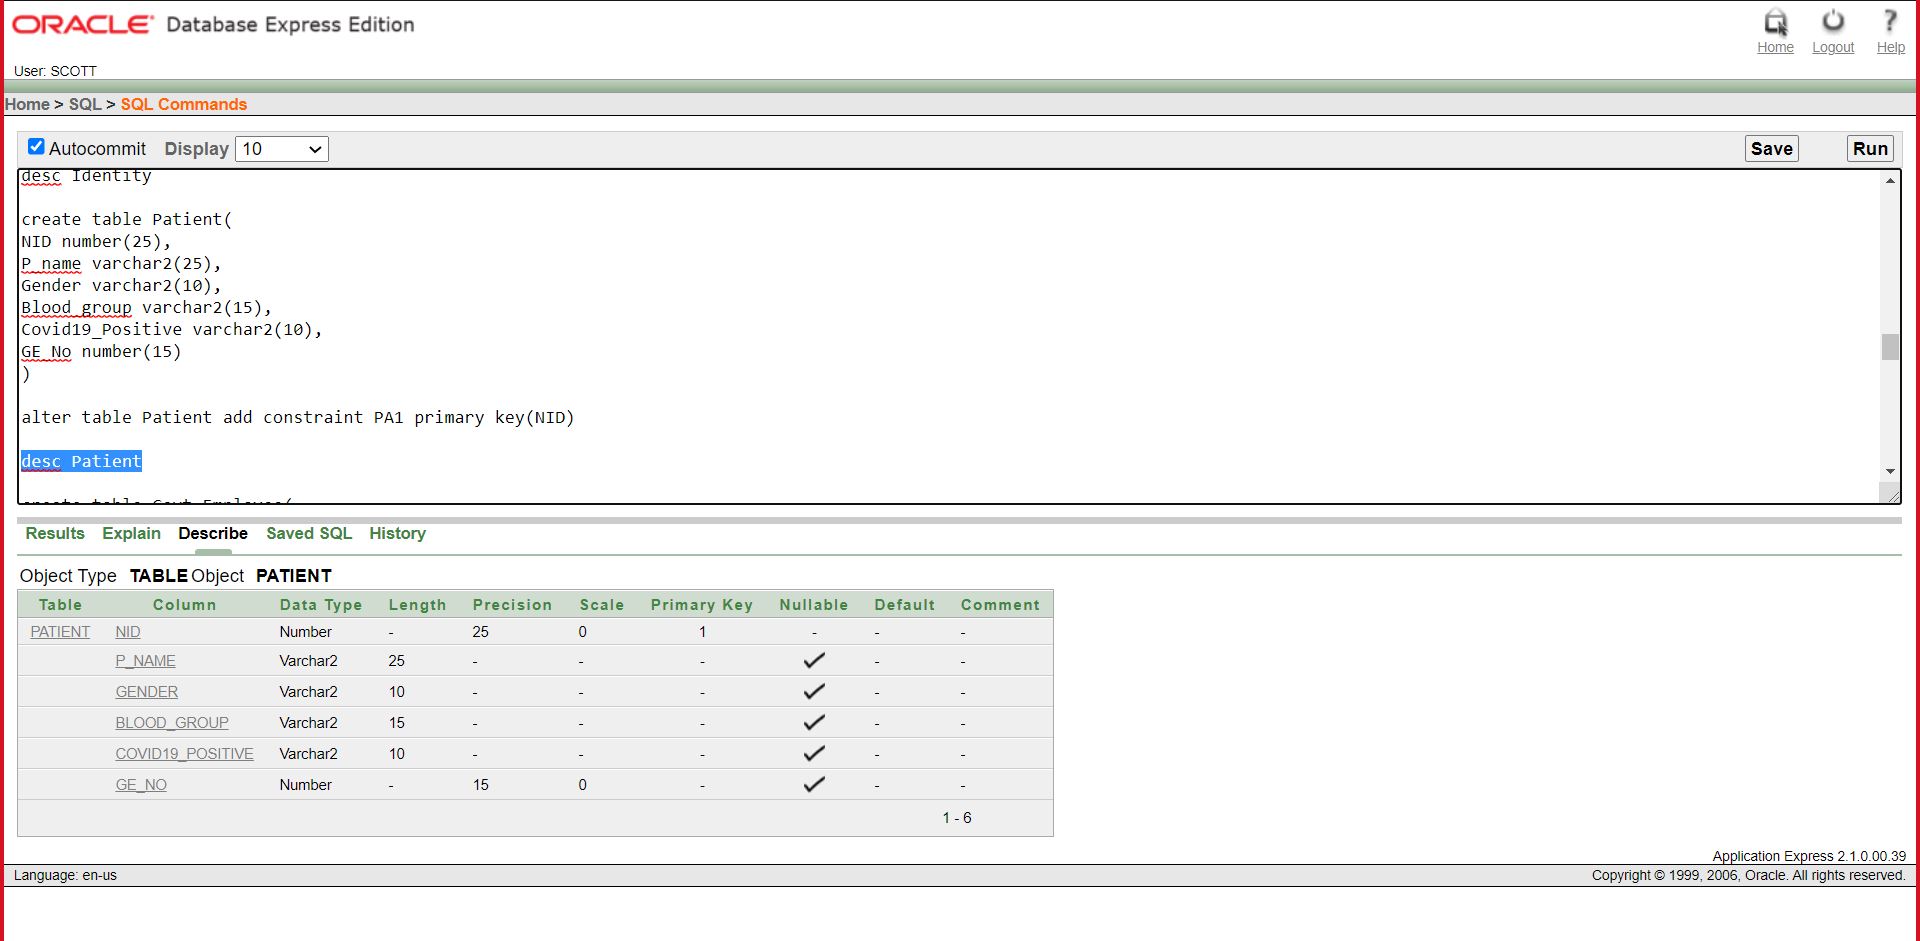 ORACLE Database Express Edition
Home Logout Help
User: SCOTT
Home > SQL > SQL Commands
Autocommit Display 10 Save Run
desc Identity
create table Patient(
NID number(25),
P_name varchar2(25),
Gender varchar2(10),
Blood_group varchar2(15),
Covid19_Positive varchar2(10),
GE_No number(15)
)
alter table Patient add constraint PA1 primary key(NID)
desc Patient
Results Explain Describe Saved SQL History
Object Type TABLE Object PATIENT
Table Column Data Type Length Precision Scale Primary Key Nullable Default Comment
PATIENT NID Number - 25 0 1 - - -
P_NAME Varchar2 25 - - - - -
GENDER Varchar2 10 - - - - -
BLOOD_GROUP Varchar2 15 - - - - -
COVID19_POSITIVE Varchar2 10 - - - - -
GE_NO Number - 15 0 - - -
1 - 6
Application Express 2.1.0.00.39
Language: en-us Copyright © 1999, 2006, Oracle. All rights reserved.